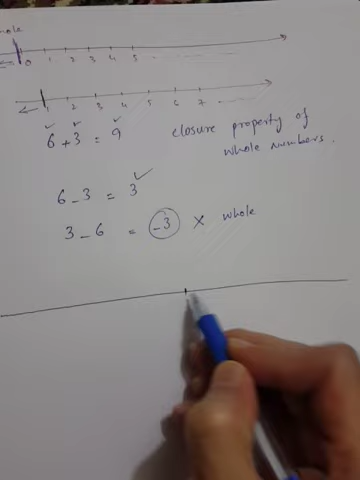 0 1 2 3 4 5
1 2 3 4 5 6 7
6 + 3 = 9 closure property of
whole numbers.
6 - 3 = 3
3 - 6 = -3 × whole